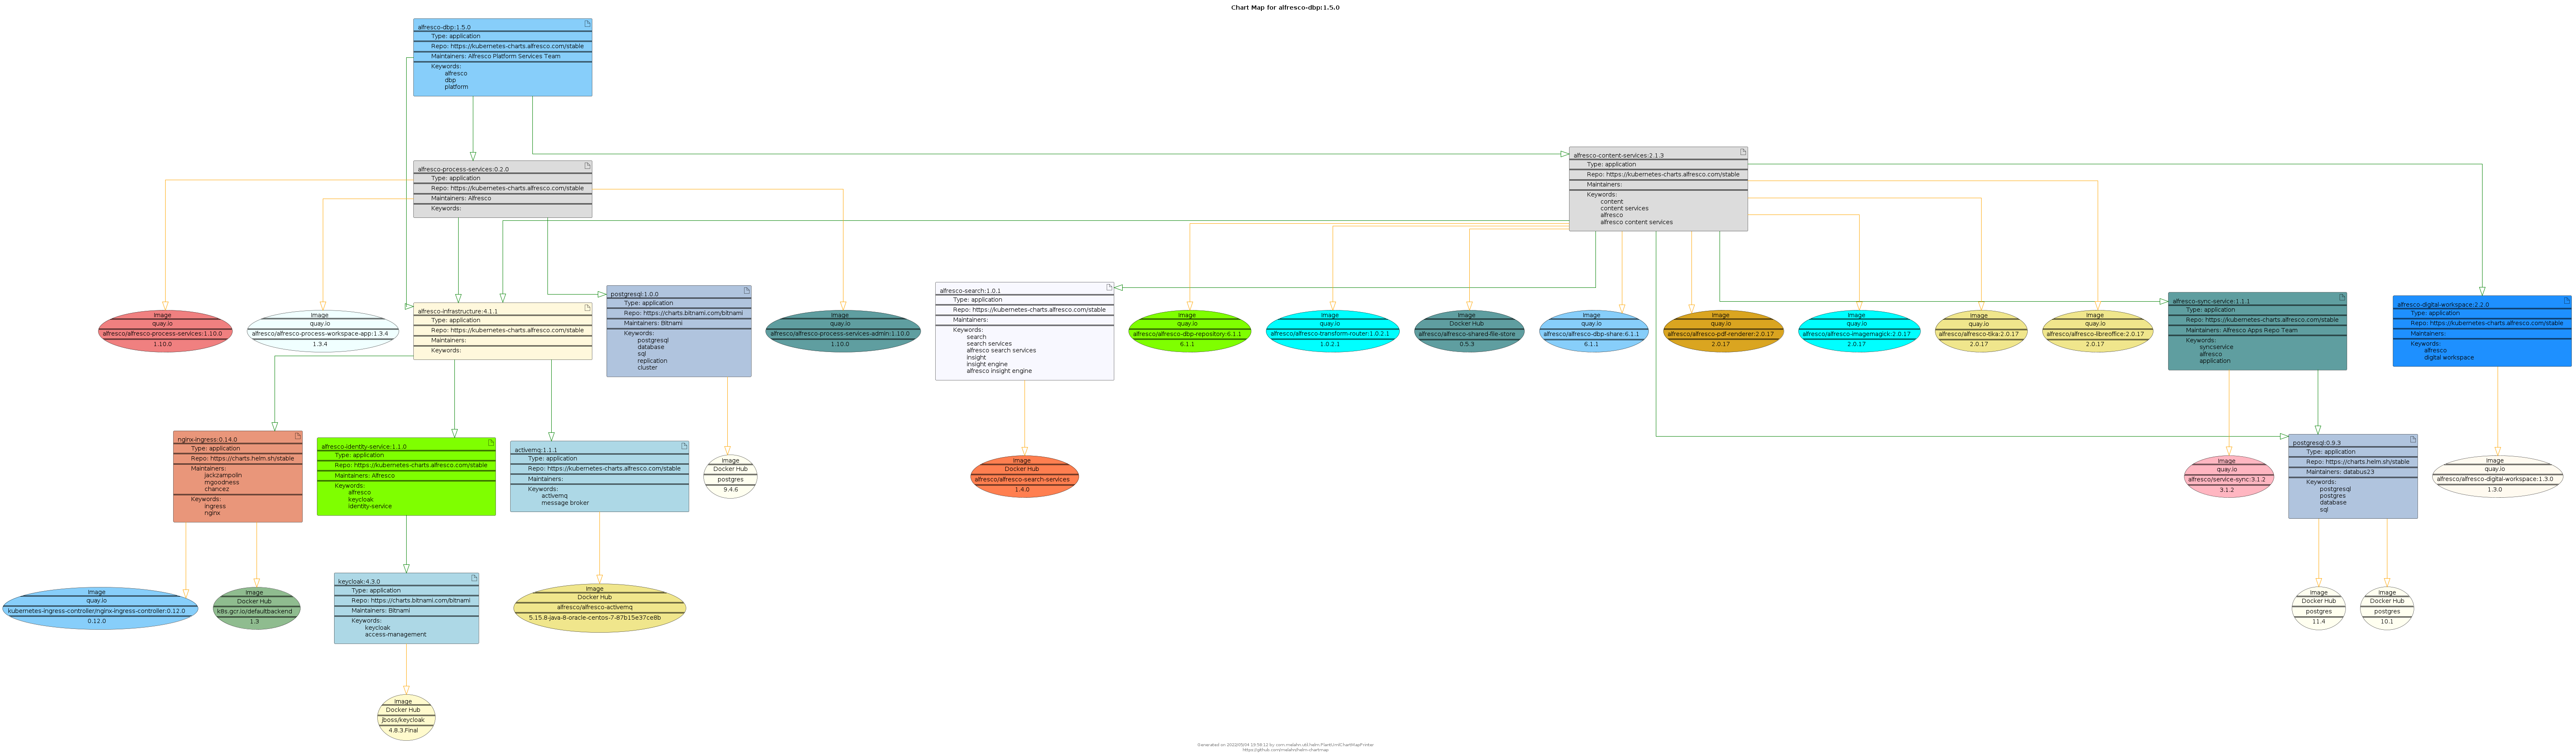 Chart Map for alfresco-dbp:1.5.0
alfresco-dbp:1.5.0
Type: application
Repo: https://kubernetes-charts.alfresco.com/stable
Maintainers: Alfresco Platform Services Team
Keywords:
alfresco
dbp
platform
alfresco-process-services:0.2.0
Type: application
Repo: https://kubernetes-charts.alfresco.com/stable
Maintainers: Alfresco
Keywords:
alfresco-content-services:2.1.3
Type: application
Repo: https://kubernetes-charts.alfresco.com/stable
Maintainers:
Keywords:
content
content services
alfresco
alfresco content services
Image
quay.io
alfresco/alfresco-process-services:1.10.0
1.10.0
Image
quay.io
alfresco/alfresco-process-workspace-app:1.3.4
1.3.4
alfresco-infrastructure:4.1.1
Type: application
Repo: https://kubernetes-charts.alfresco.com/stable
Maintainers:
Keywords:
postgresql:1.0.0
Type: application
Repo: https://charts.bitnami.com/bitnami
Maintainers: Bitnami
Keywords:
postgresql
database
sql
replication
cluster
Image
quay.io
alfresco/alfresco-process-services-admin:1.10.0
1.10.0
alfresco-search:1.0.1
Type: application
Repo: https://kubernetes-charts.alfresco.com/stable
Maintainers:
Keywords:
search
search services
alfresco search services
insight
insight engine
alfresco insight engine
Image
quay.io
alfresco/alfresco-dbp-repository:6.1.1
6.1.1
Image
quay.io
alfresco/alfresco-transform-router:1.0.2.1
1.0.2.1
Image
Docker Hub
alfresco/alfresco-shared-file-store
0.5.3
Image
quay.io
alfresco/alfresco-dbp-share:6.1.1
6.1.1
Image
quay.io
alfresco/alfresco-pdf-renderer:2.0.17
2.0.17
Image
quay.io
alfresco/alfresco-imagemagick:2.0.17
2.0.17
Image
quay.io
alfresco/alfresco-tika:2.0.17
2.0.17
Image
quay.io
alfresco/alfresco-libreoffice:2.0.17
2.0.17
alfresco-sync-service:1.1.1
Type: application
Repo: https://kubernetes-charts.alfresco.com/stable
Maintainers: Alfresco Apps Repo Team
Keywords:
syncservice
alfresco
application
alfresco-digital-workspace:2.2.0
Type: application
Repo: https://kubernetes-charts.alfresco.com/stable
Maintainers:
Keywords:
alfresco
digital workspace
nginx-ingress:0.14.0
Type: application
Repo: https://charts.helm.sh/stable
Maintainers:
jackzampolin
mgoodness
chancez
Keywords:
ingress
nginx
alfresco-identity-service:1.1.0
Type: application
Repo: https://kubernetes-charts.alfresco.com/stable
Maintainers: Alfresco
Keywords:
alfresco
keycloak
identity-service
activemq:1.1.1
Type: application
Repo: https://kubernetes-charts.alfresco.com/stable
Maintainers:
Keywords:
activemq
message broker
Image
Docker Hub
postgres
9.4.6
Image
Docker Hub
alfresco/alfresco-search-services
1.4.0
Image
quay.io
alfresco/service-sync:3.1.2
3.1.2
postgresql:0.9.3
Type: application
Repo: https://charts.helm.sh/stable
Maintainers: databus23
Keywords:
postgresql
postgres
database
sql
Image
quay.io
alfresco/alfresco-digital-workspace:1.3.0
1.3.0
Image
quay.io
kubernetes-ingress-controller/nginx-ingress-controller:0.12.0
0.12.0
Image
Docker Hub
k8s.gcr.io/defaultbackend
1.3
keycloak:4.3.0
Type: application
Repo: https://charts.bitnami.com/bitnami
Maintainers: Bitnami
Keywords:
keycloak
access-management
Image
Docker Hub
alfresco/alfresco-activemq
5.15.8-java-8-oracle-centos-7-87b15e37ce8b
Image
Docker Hub
postgres
11.4
Image
Docker Hub
postgres
10.1
Image
Docker Hub
jboss/keycloak
4.8.3.Final
Generated on 2022/09/04 19:58:12 by com.melahn.util.helm.PlantUmlChartMapPrinter
https://github.com/melahn/helm-chartmap